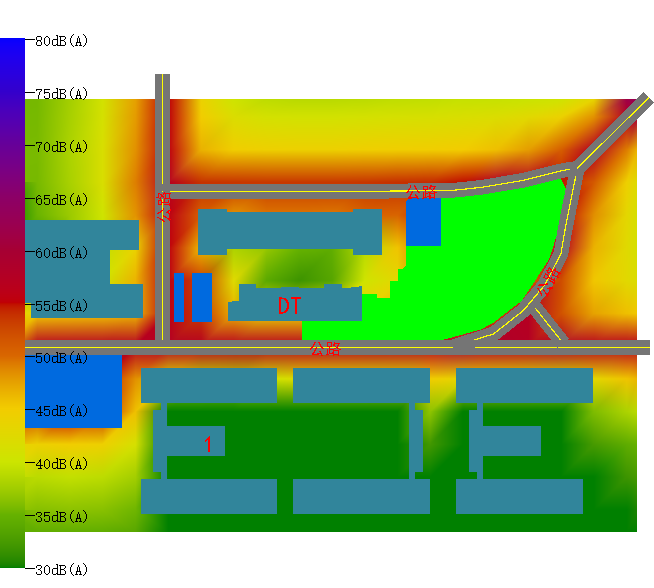 80dB(A)
75dB(A)
70dB(A)
65dB(A)
60dB(A)
55dB(A)
50dB(A)
45dB(A)
40dB(A)
35dB(A)
30dB(A)
公路
公路
公路
公路
DT
1